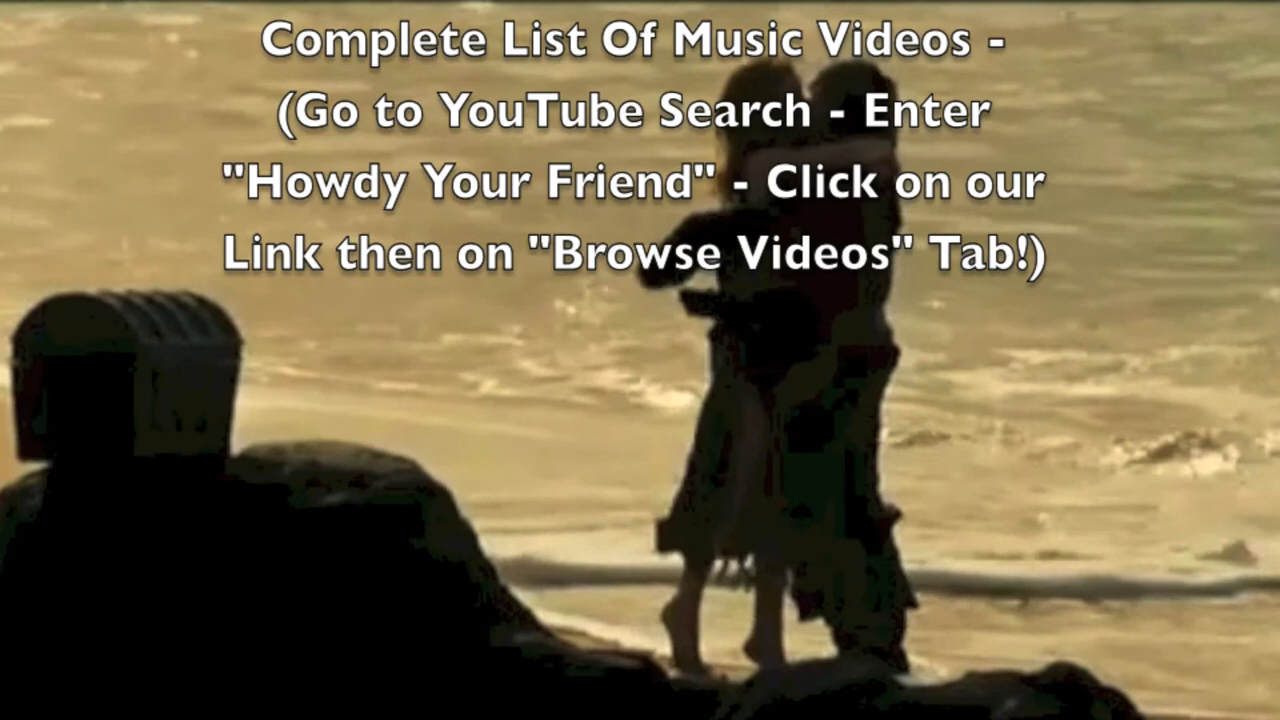 Complete List Of Music Videos -
(Go to YouTube Search - Enter
"Howdy Your Friend" - Click on our
Link then on "Browse Videos" Tab!)